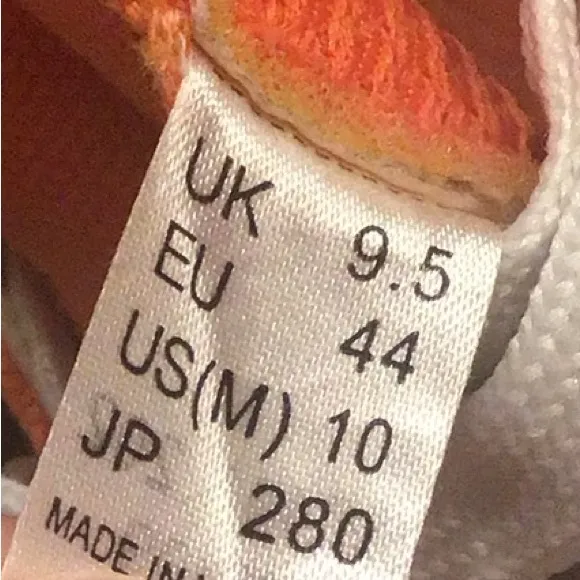 UK 9.5
EU 44
US(M) 10
JP 280
MADE IN